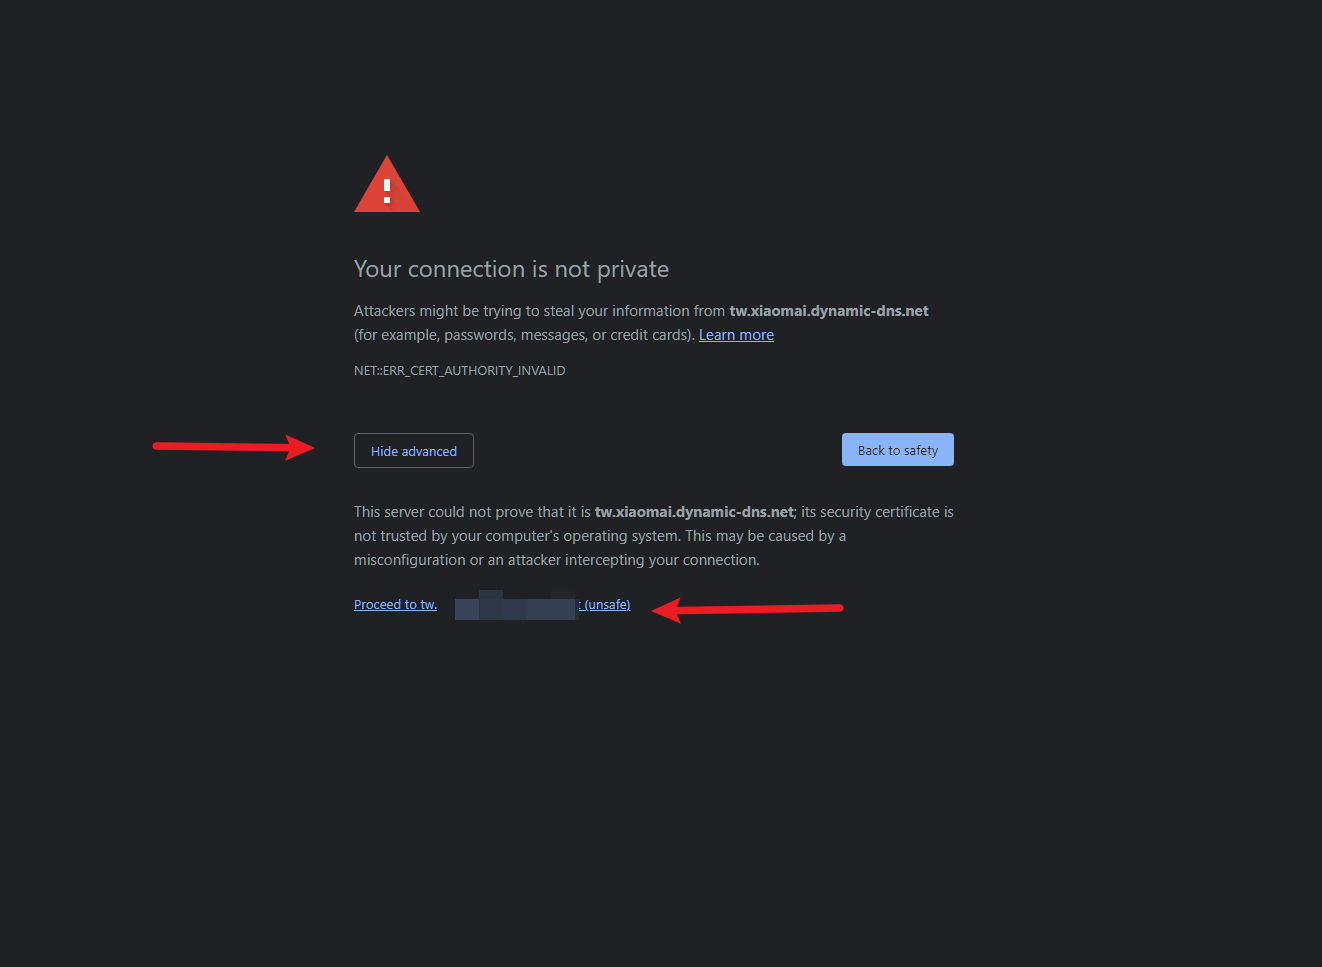 Your connection is not private
Attackers might be trying to steal your information from tw.xiaomai.dynamic-dns.net
(for example, passwords, messages, or credit cards). Learn more
NET::ERR_CERT_AUTHORITY_INVALID
Hide advanced
Back to safety
This server could not prove that it is tw.xiaomai.dynamic-dns.net; its security certificate is
not trusted by your computer's operating system. This may be caused by a
misconfiguration or an attacker intercepting your connection.
Proceed to tw. (unsafe)